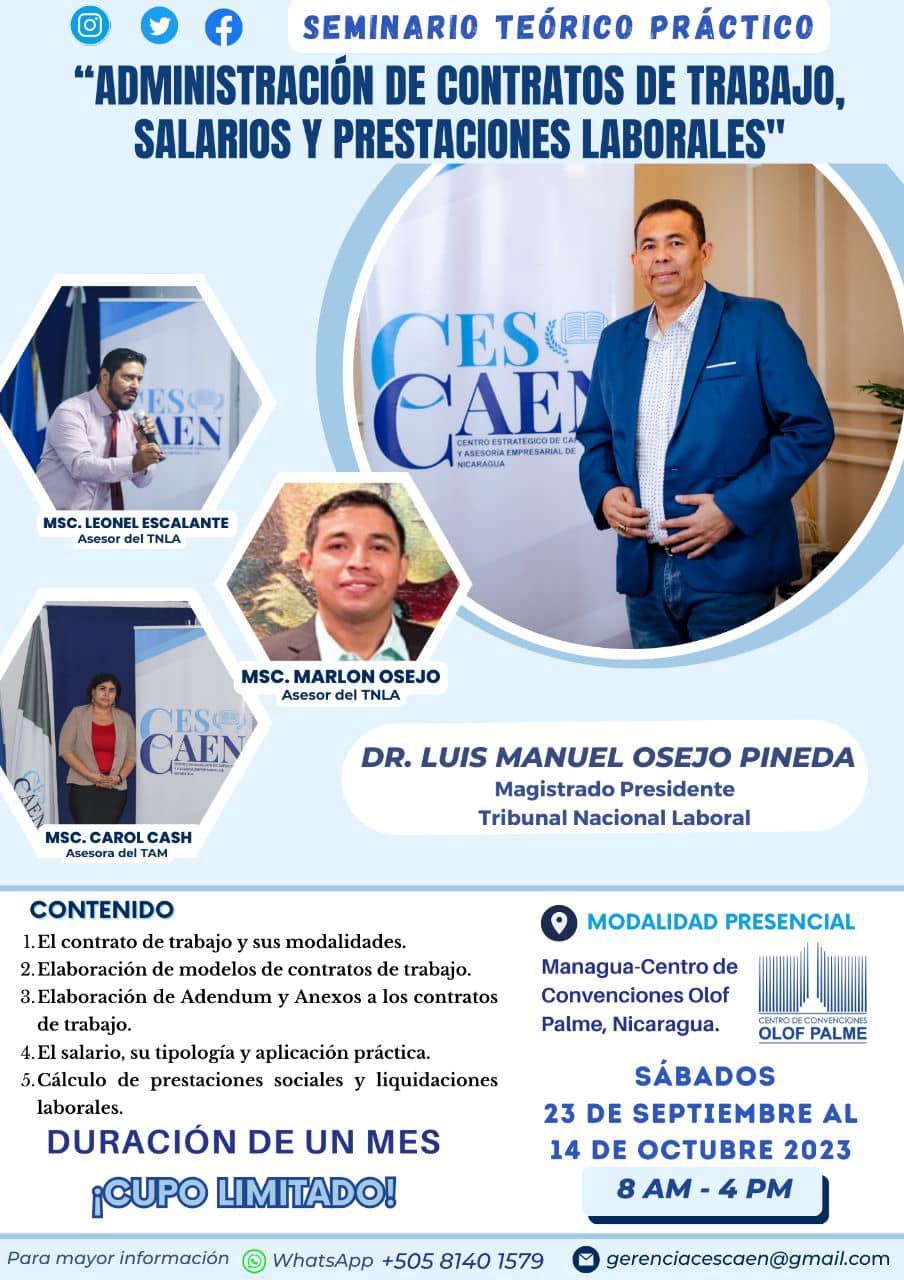 SEMINARIO TEÓRICO PRÁCTICO
“ADMINISTRACIÓN DE CONTRATOS DE TRABAJO,
SALARIOS Y PRESTACIONES LABORALES"
CES
CAEN
CENTRO ESTRATÉGICO DE
Y ASESORÍA EMPRESARIAL DE
NICARAGUA
CES
CAEN
MSC. LEONEL ESCALANTE
Asesor del TNLA
MSC. MARLON OSEJO
Asesor del TNLA
CES
CAEN
MSC. CAROL CASH
Asesora del TAM
DR. LUIS MANUEL OSEJO PINEDA
Magistrado Presidente
Tribunal Nacional Laboral
CONTENIDO
1. El contrato de trabajo y sus modalidades.
2. Elaboración de modelos de contratos de trabajo.
3. Elaboración de Adendum y Anexos a los contratos
de trabajo.
4. El salario, su tipología y aplicación práctica.
5. Cálculo de prestaciones sociales y liquidaciones
laborales.
DURACIÓN DE UN MES
¡CUPO LIMITADO!
MODALIDAD PRESENCIAL
Managua-Centro de
Convenciones Olof
Palme, Nicaragua.
CENTRO DE CONVENCIONES
OLOF PALME
SÁBADOS
23 DE SEPTIEMBRE AL
14 DE OCTUBRE 2023
8 AM - 4 PM
Para mayor información WhatsApp +505 8140 1579 gerenciacescaen@gmail.com